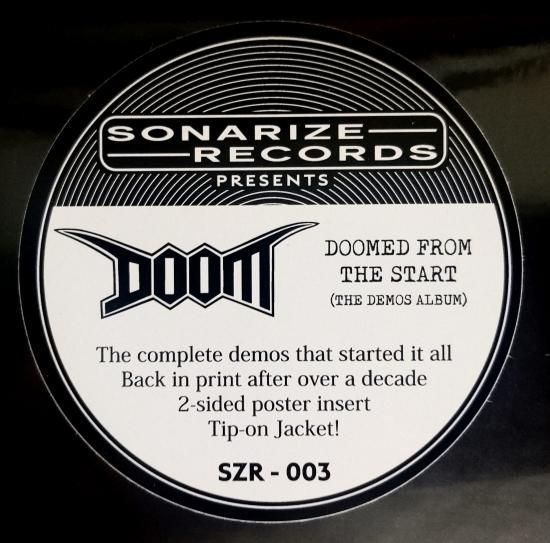 SONARIZE
RECORDS
PRESENTS
DOOM
DOOMED FROM
THE START
(THE DEMOS ALBUM)
The complete demos that started it all
Back in print after over a decade
2-sided poster insert
Tip-on Jacket!
SZR - 003